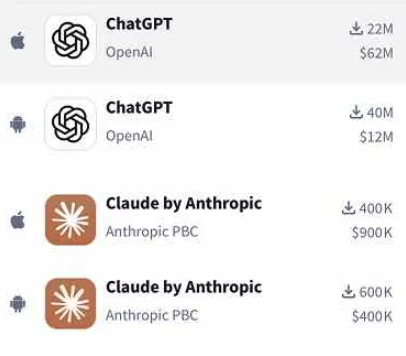 ChatGPT 22M
OpenAI $62M
ChatGPT 40M
OpenAI $12M
Claude by Anthropic 400K
Anthropic PBC $900K
Claude by Anthropic 600K
Anthropic PBC $400K